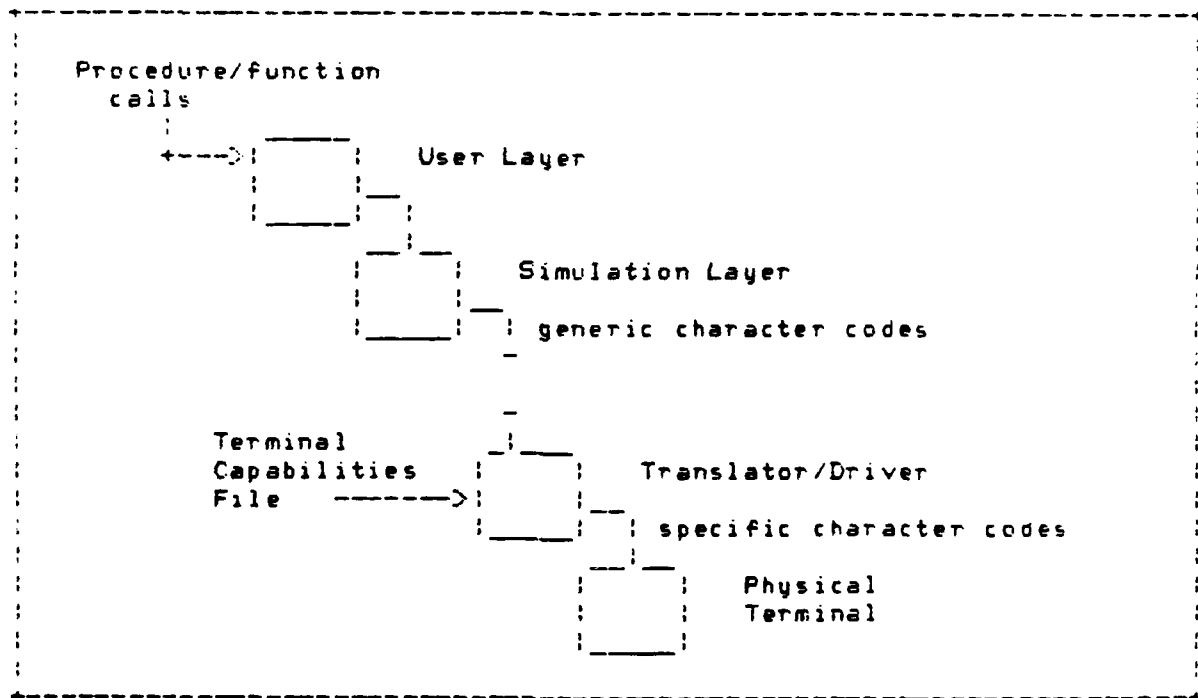 Procedure/function
calls
User Layer
Simulation Layer
generic character codes
Terminal
Capabilities
File
Translator/Driver
specific character codes
Physical
Terminal